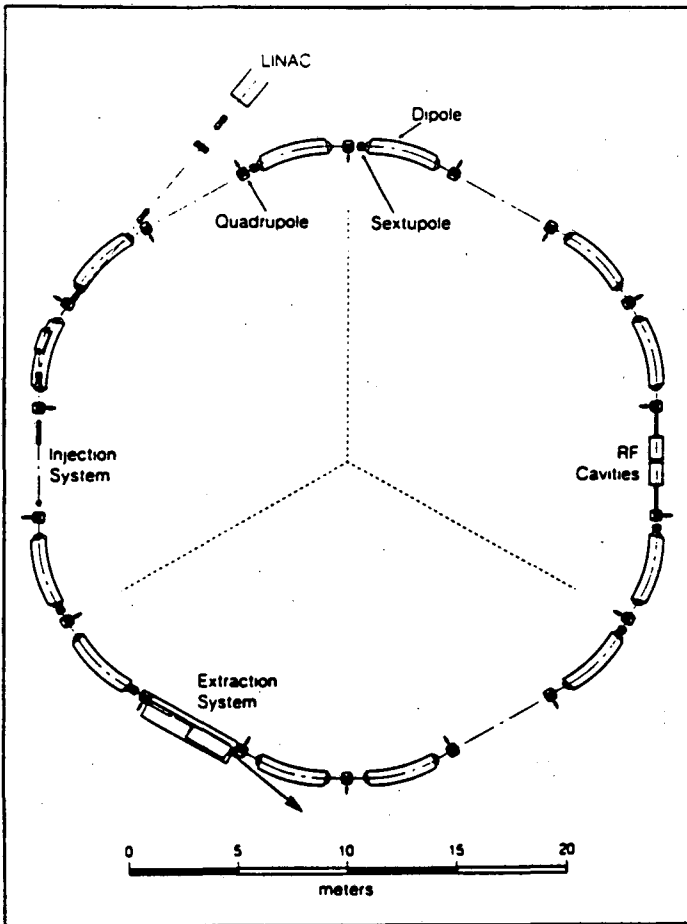 LINAC
Dipole
Quadrupole
Sextupole
Injection
System
RF
Cavities
Extraction
System
0 5 10 15 20
meters